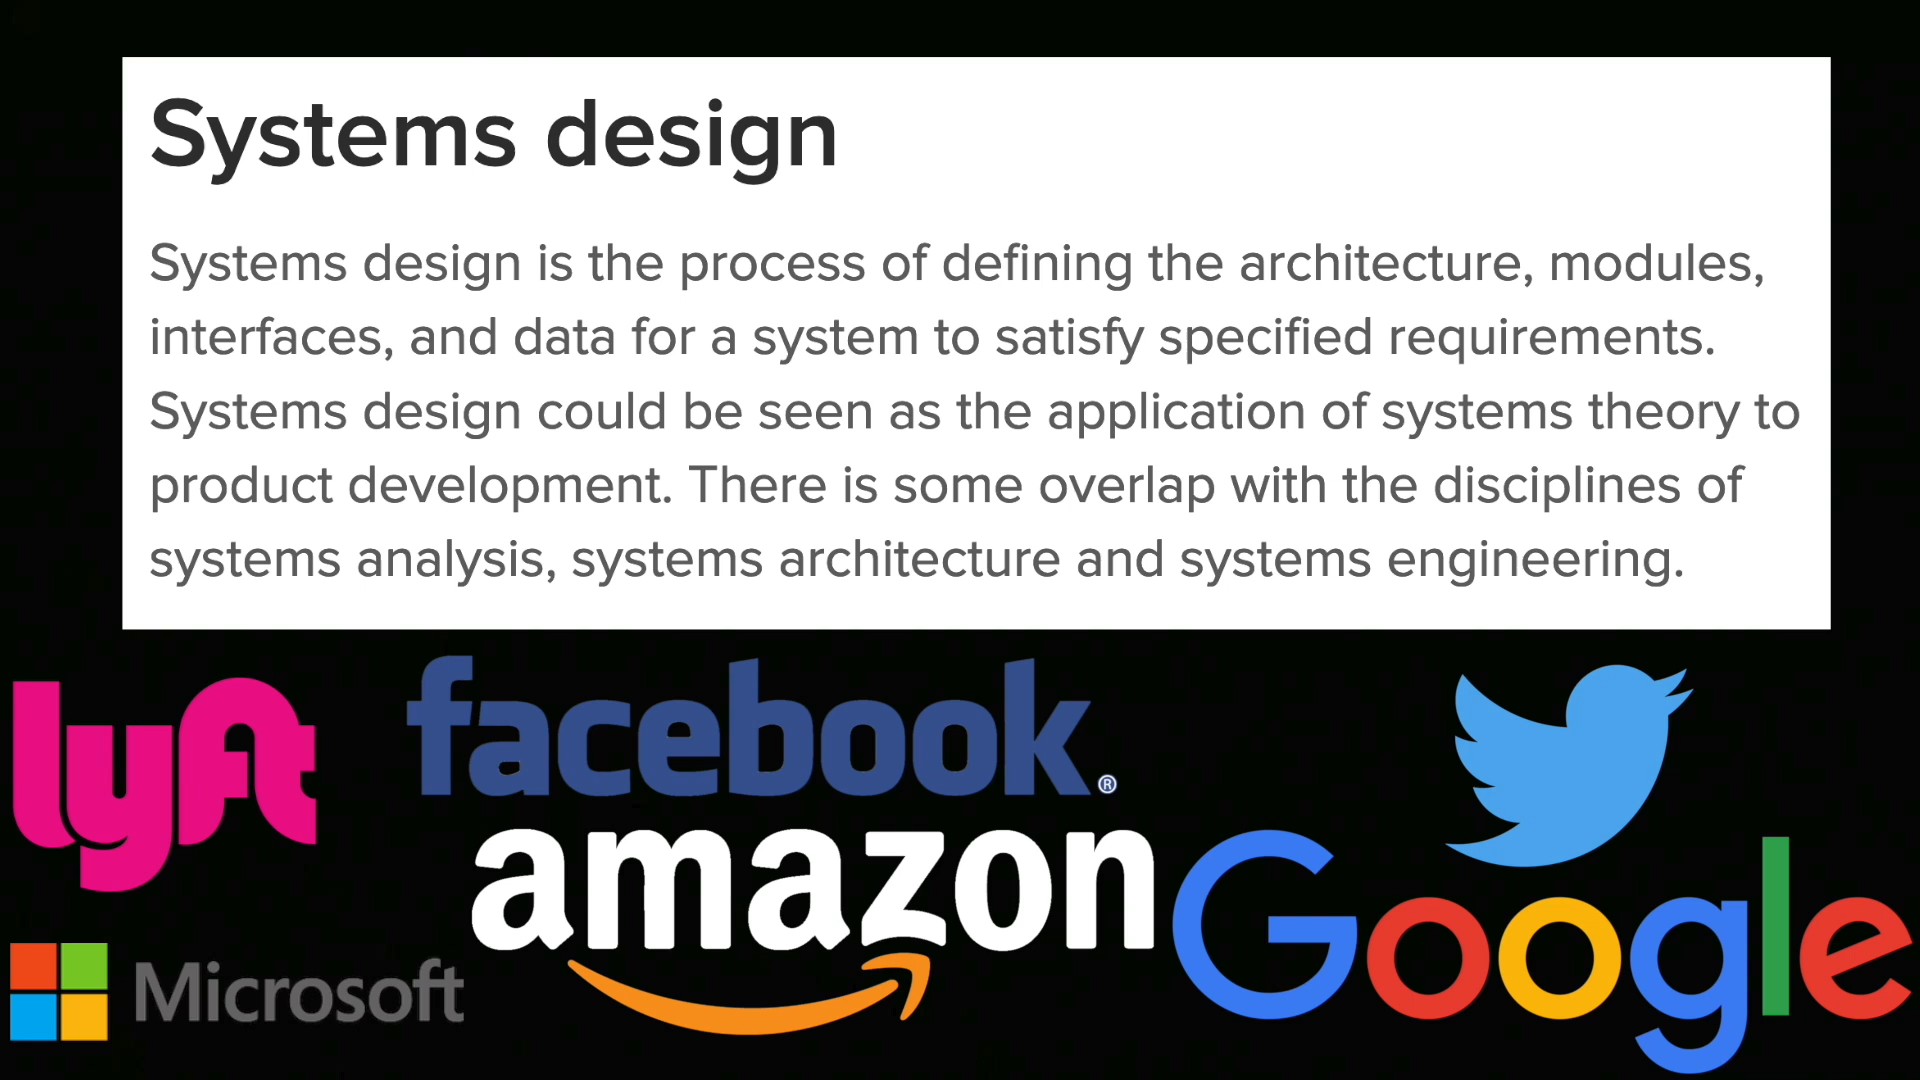 Systems design
Systems design is the process of defining the architecture, modules,
interfaces, and data for a system to satisfy specified requirements.
Systems design could be seen as the application of systems theory to
product development. There is some overlap with the disciplines of
systems analysis, systems architecture and systems engineering.
lyft
facebook®
amazon
Google
Microsoft